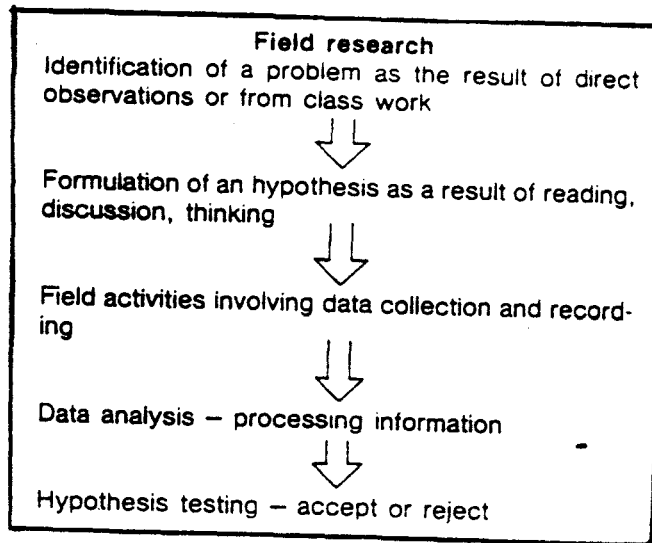 Field research
Identification of a problem as the result of direct
observations or from class work
Formulation of an hypothesis as a result of reading,
discussion, thinking
Field activities involving data collection and record-
ing
Data analysis – processing information
Hypothesis testing – accept or reject